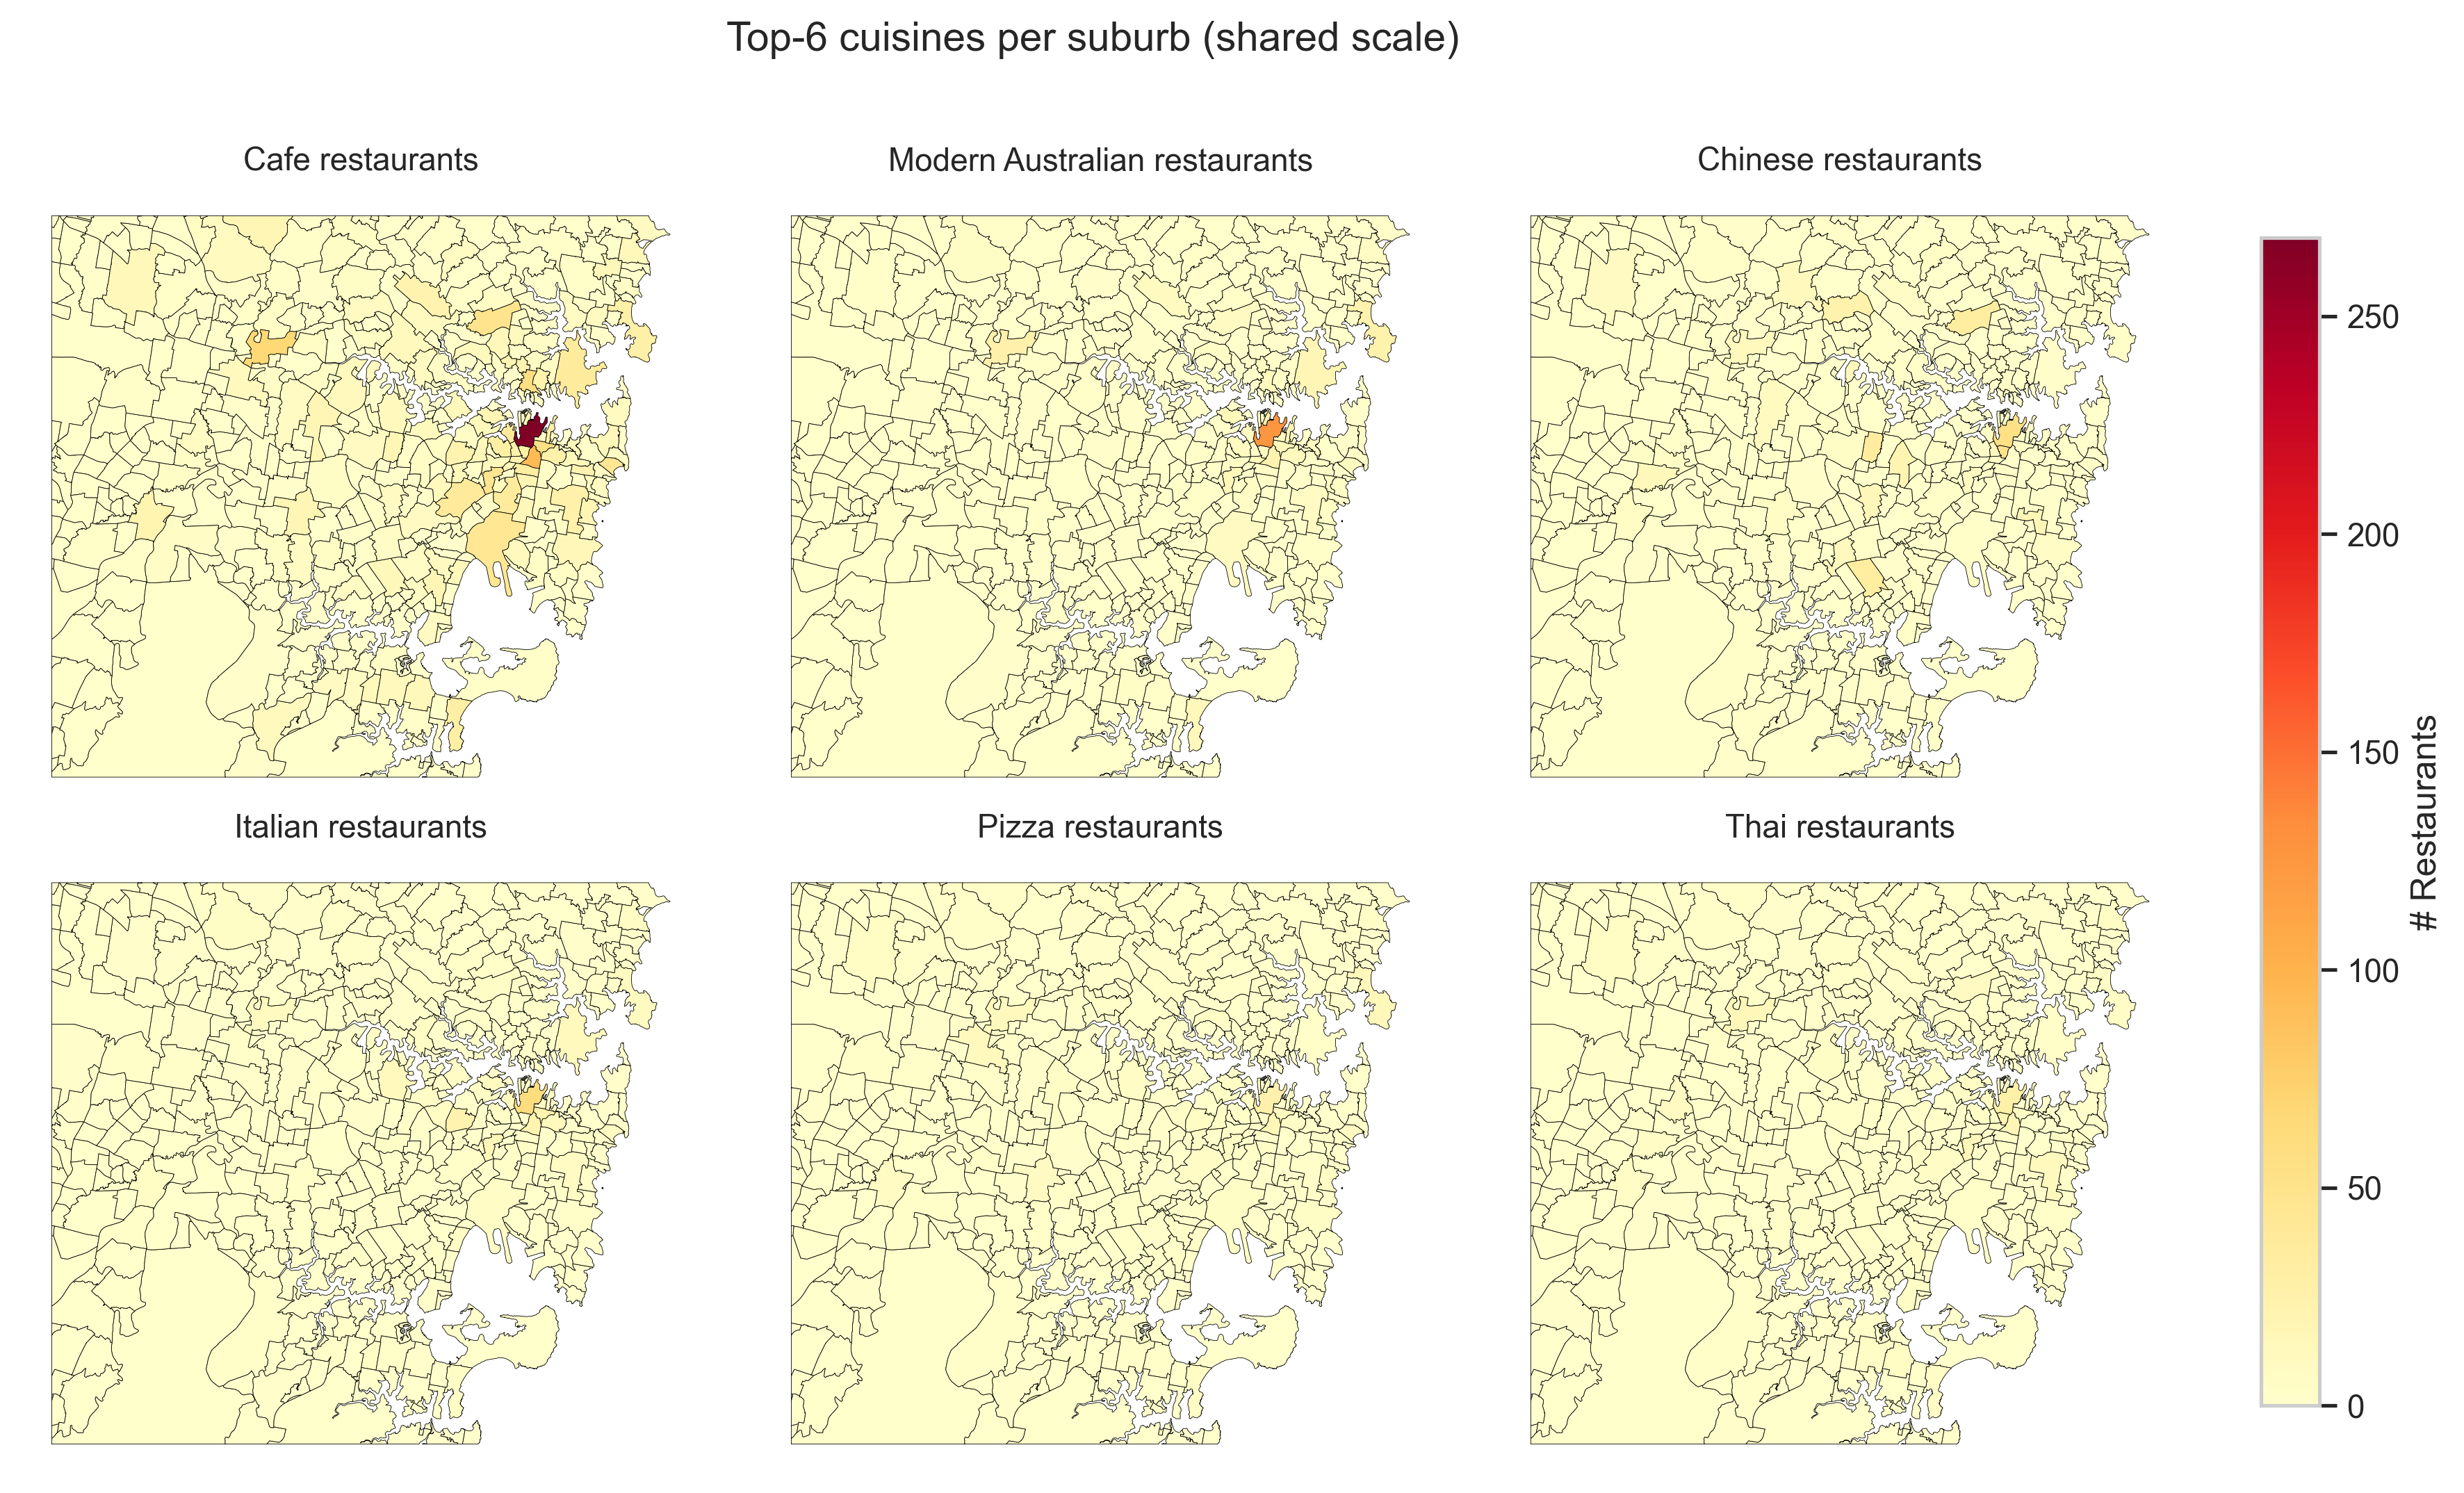 Top-6 cuisines per suburb (shared scale)
Cafe restaurants
Modern Australian restaurants
Chinese restaurants
Italian restaurants
Pizza restaurants
Thai restaurants
250
200
150
100
50
0
# Restaurants